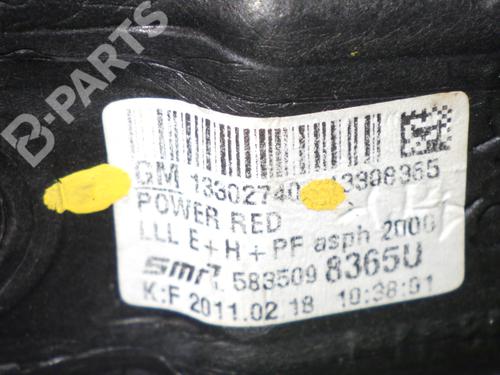 B-PARTS
GM 13302740 13308365
POWER RED
LLL E+H + PF asph 2000
SMR 583509 8365U
K:F 2011.02.18 10:38:01